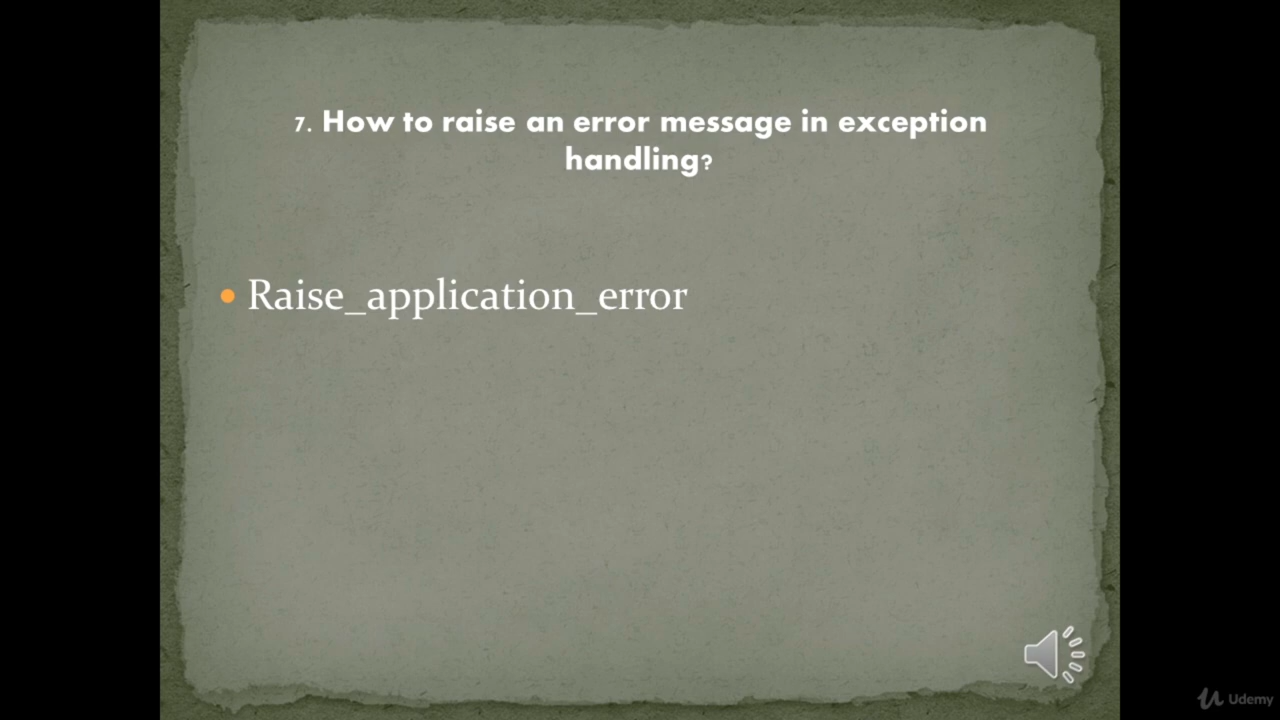 7. How to raise an error message in exception
handling?
• Raise_application_error
Udemy